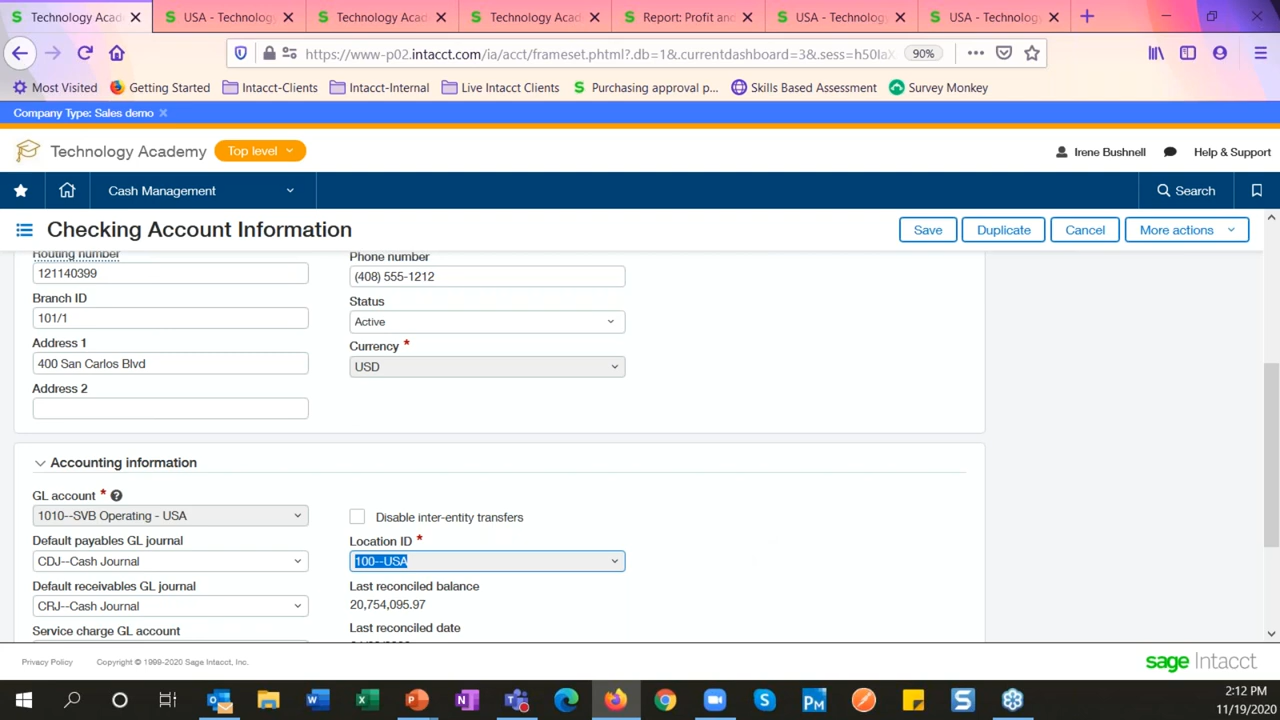 Technology Acade
USA - Technology
Technology Acad
Technology Acad
Report: Profit and
USA - Technology
USA - Technology
https://www-p02.intacct.com/ia/acct/frameset.phtml?.db=1&.currentdashboard=3&.sess=h50IaX
90%
Most Visited
Getting Started
Intacct-Clients
Intacct-Internal
Live Intacct Clients
Purchasing approval p...
Skills Based Assessment
Survey Monkey
Company Type: Sales demo
Technology Academy
Top level
Irene Bushnell
Help & Support
Cash Management
Search
Checking Account Information
Save
Duplicate
Cancel
More actions
Routing number
121140399
Branch ID
101/1
Address 1
400 San Carlos Blvd
Address 2
Phone number
(408) 555-1212
Status
Active
Currency *
USD
Accounting information
GL account *
1010--SVB Operating - USA
Default payables GL journal
CDJ--Cash Journal
Default receivables GL journal
CRJ--Cash Journal
Service charge GL account
Disable inter-entity transfers
Location ID *
100--USA
Last reconciled balance
20,754,095.97
Last reconciled date
Privacy Policy
Copyright © 1999-2020 Sage Intacct, Inc.
sage Intacct
2:12 PM
11/19/2020